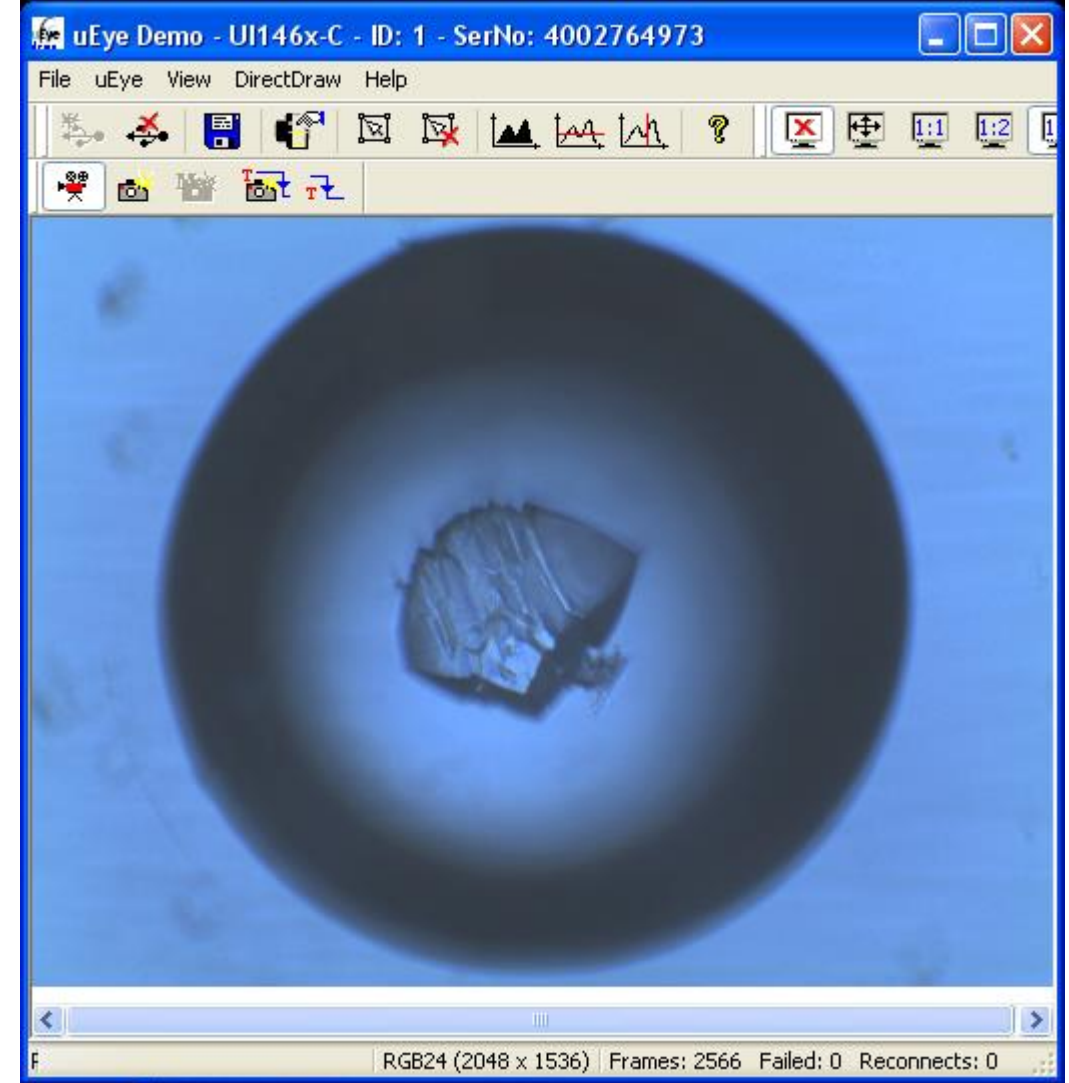 uEye Demo - UI146x-C - ID: 1 - SerNo: 4002764973
File uEye View DirectDraw Help
1:1 1:2
T T
RGB24 (2048 x 1536) Frames: 2566 Failed: 0 Reconnects: 0